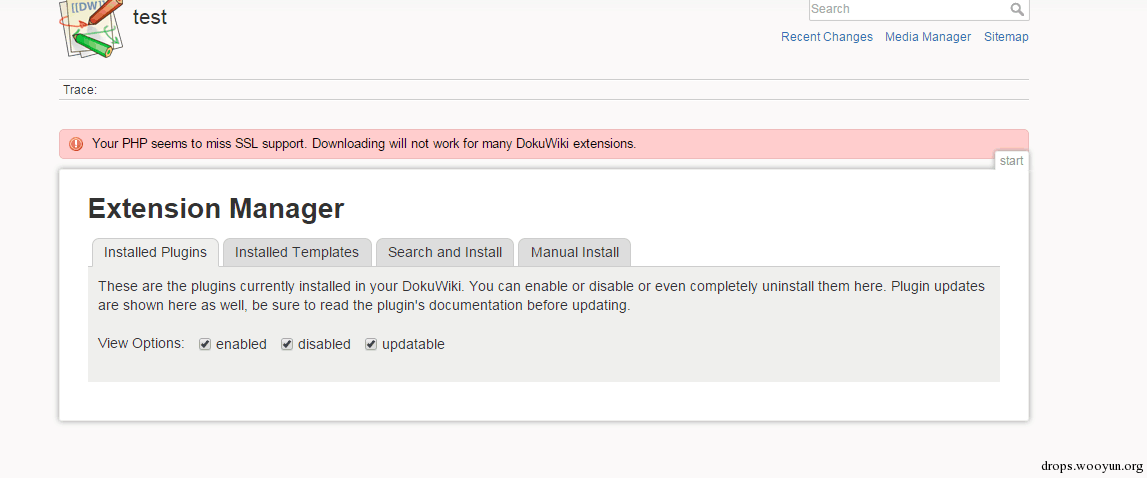 [[DW]]
test
Search
Recent Changes Media Manager Sitemap
Trace:
Your PHP seems to miss SSL support. Downloading will not work for many DokuWiki extensions.
start
Extension Manager
Installed Plugins Installed Templates Search and Install Manual Install
These are the plugins currently installed in your DokuWiki. You can enable or disable or even completely uninstall them here. Plugin updates
are shown here as well, be sure to read the plugin's documentation before updating.
View Options: enabled disabled updatable
drops.wooyun.org